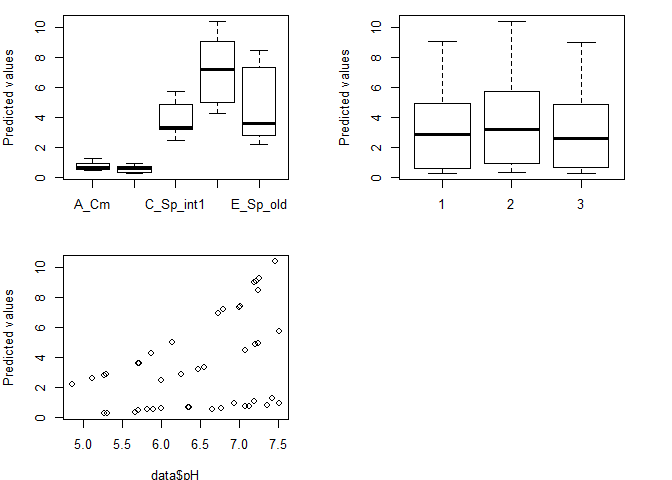 Predicted values
0 2 4 6 8 10
A_Cm C_Sp_int1 E_Sp_old
Predicted values
0 2 4 6 8 10
1 2 3
Predicted values
0 2 4 6 8 10
5.0 5.5 6.0 6.5 7.0 7.5
data$pH